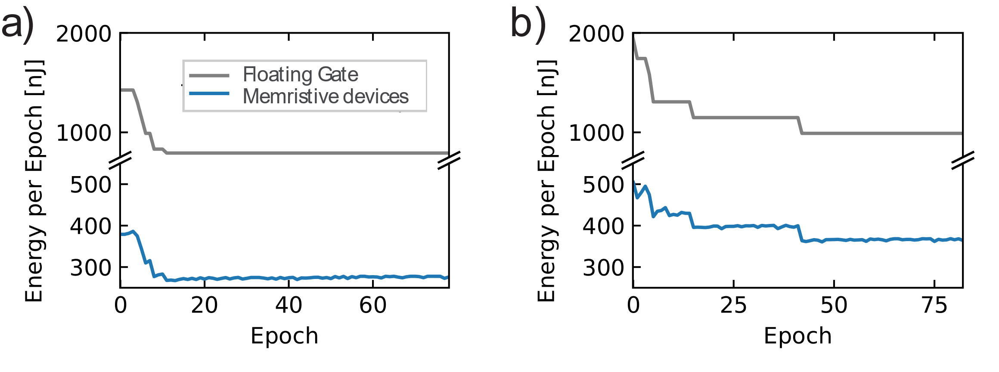 a)
Energy per Epoch [nJ]
2000
1000
500
400
300
Floating Gate
Memristive devices
0 20 40 60
Epoch
b)
Energy per Epoch [nJ]
2000
1000
500
400
300
0 25 50 75
Epoch